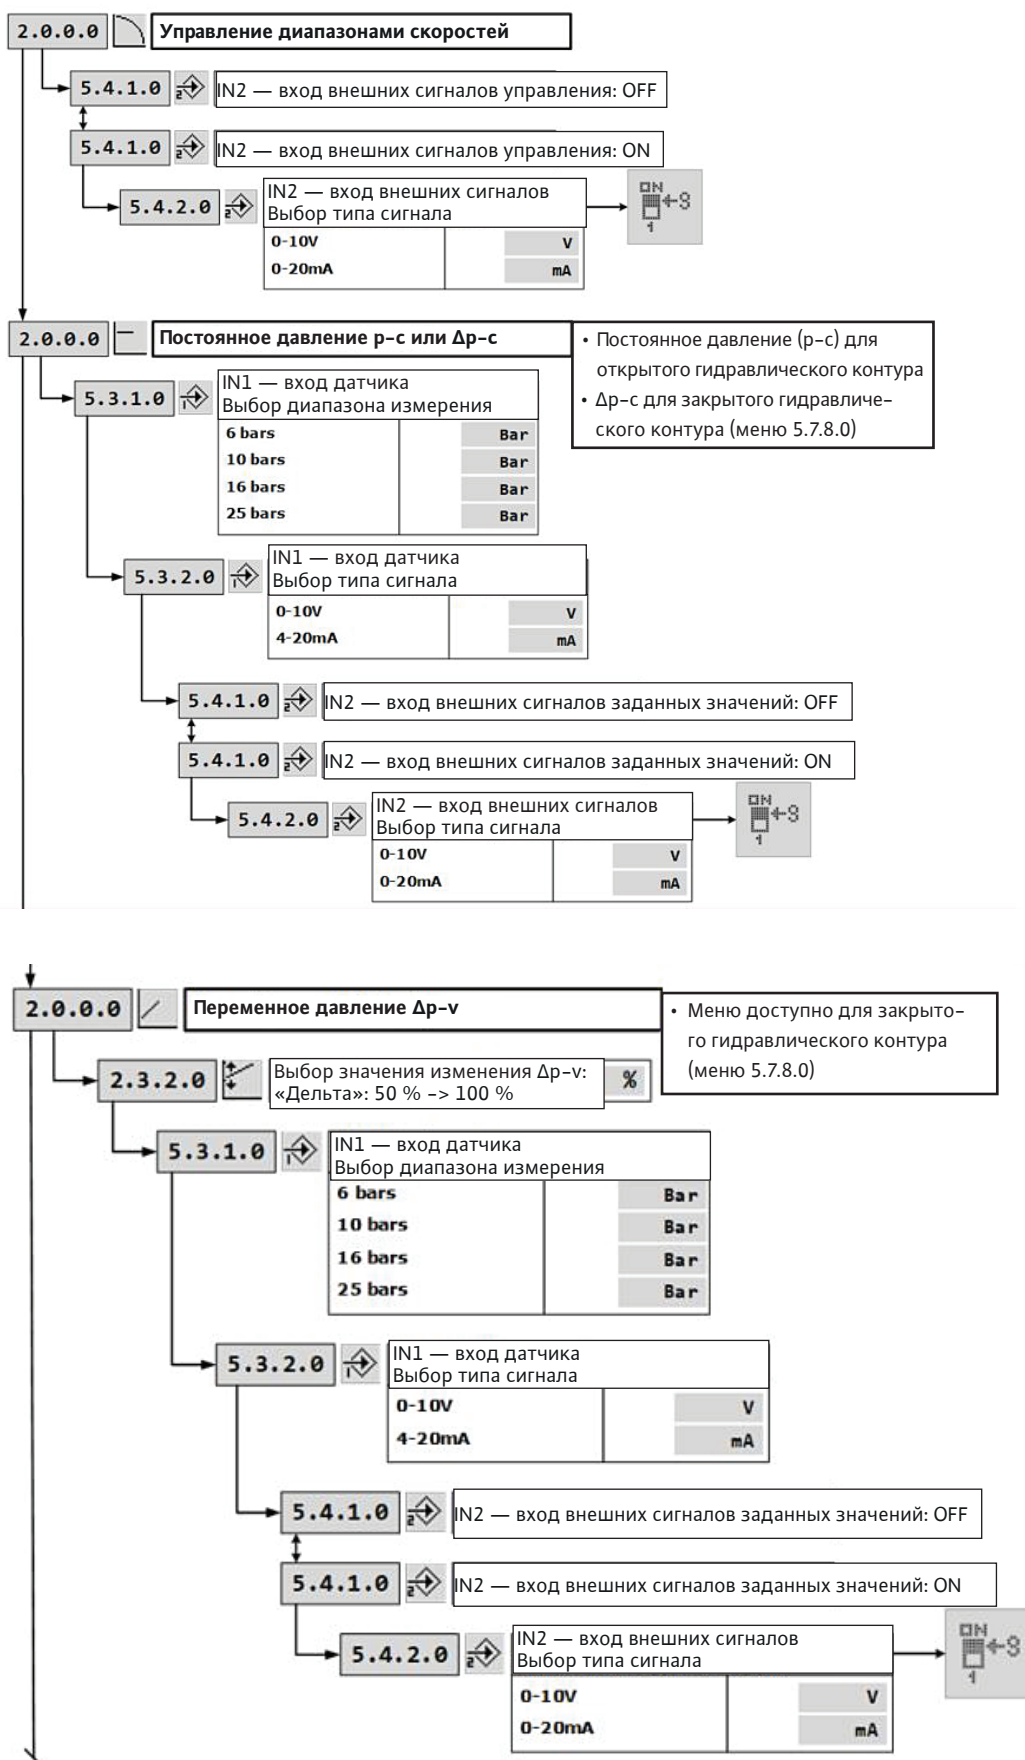 2.0.0.0 Управление диапазонами скоростей
5.4.1.0 2 IN2 — вход внешних сигналов управления: OFF
5.4.1.0 2 IN2 — вход внешних сигналов управления: ON
5.4.2.0 2 IN2 — вход внешних сигналов
Выбор типа сигнала
ON
1
0-10V V
0-20mA mA
2.0.0.0 Постоянное давление p–c или Δp–c
• Постоянное давление (p–c) для
открытого гидравлического контура
• Δp–c для закрытого гидравличе–
ского контура (меню 5.7.8.0)
5.3.1.0 1 IN1 — вход датчика
Выбор диапазона измерения
6 bars Bar
10 bars Bar
16 bars Bar
25 bars Bar
5.3.2.0 1 IN1 — вход датчика
Выбор типа сигнала
0-10V V
4-20mA mA
5.4.1.0 2 IN2 — вход внешних сигналов заданных значений: OFF
5.4.1.0 2 IN2 — вход внешних сигналов заданных значений: ON
5.4.2.0 2 IN2 — вход внешних сигналов
Выбор типа сигнала
ON
1
0-10V V
0-20mA mA
2.0.0.0 Переменное давление Δp–v
• Меню доступно для закрыто–
го гидравлического контура
(меню 5.7.8.0)
2.3.2.0 Выбор значения изменения Δp–v:
«Дельта»: 50 % –> 100 %
%
5.3.1.0 1 IN1 — вход датчика
Выбор диапазона измерения
6 bars Bar
10 bars Bar
16 bars Bar
25 bars Bar
5.3.2.0 1 IN1 — вход датчика
Выбор типа сигнала
0-10V V
4-20mA mA
5.4.1.0 2 IN2 — вход внешних сигналов заданных значений: OFF
5.4.1.0 2 IN2 — вход внешних сигналов заданных значений: ON
5.4.2.0 2 IN2 — вход внешних сигналов
Выбор типа сигнала
ON
1
0-10V V
0-20mA mA